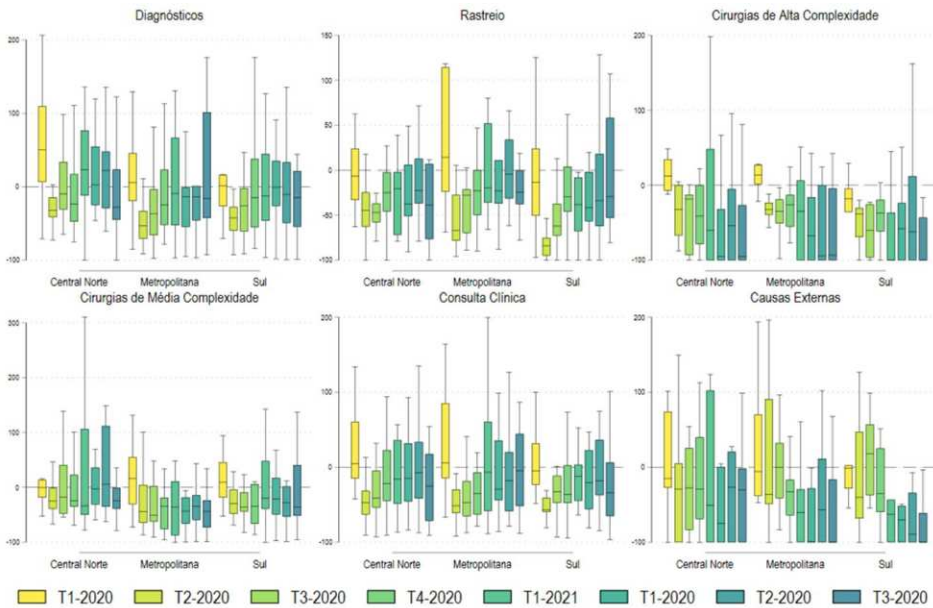 Diagnósticos
200
100
0
-100
Central Norte Metropolitana Sul
Rastreio
150
100
50
0
-50
-100
Central Norte Metropolitana Sul
Cirurgias de Alta Complexidade
200
100
0
-100
Central Norte Metropolitana Sul
Cirurgias de Média Complexidade
300
200
100
0
-100
Central Norte Metropolitana Sul
Consulta Clínica
200
100
0
-100
Central Norte Metropolitana Sul
Causas Externas
200
100
0
-100
Central Norte Metropolitana Sul
T1-2020 T2-2020 T3-2020 T4-2020 T1-2021 T1-2020 T2-2020 T3-2020